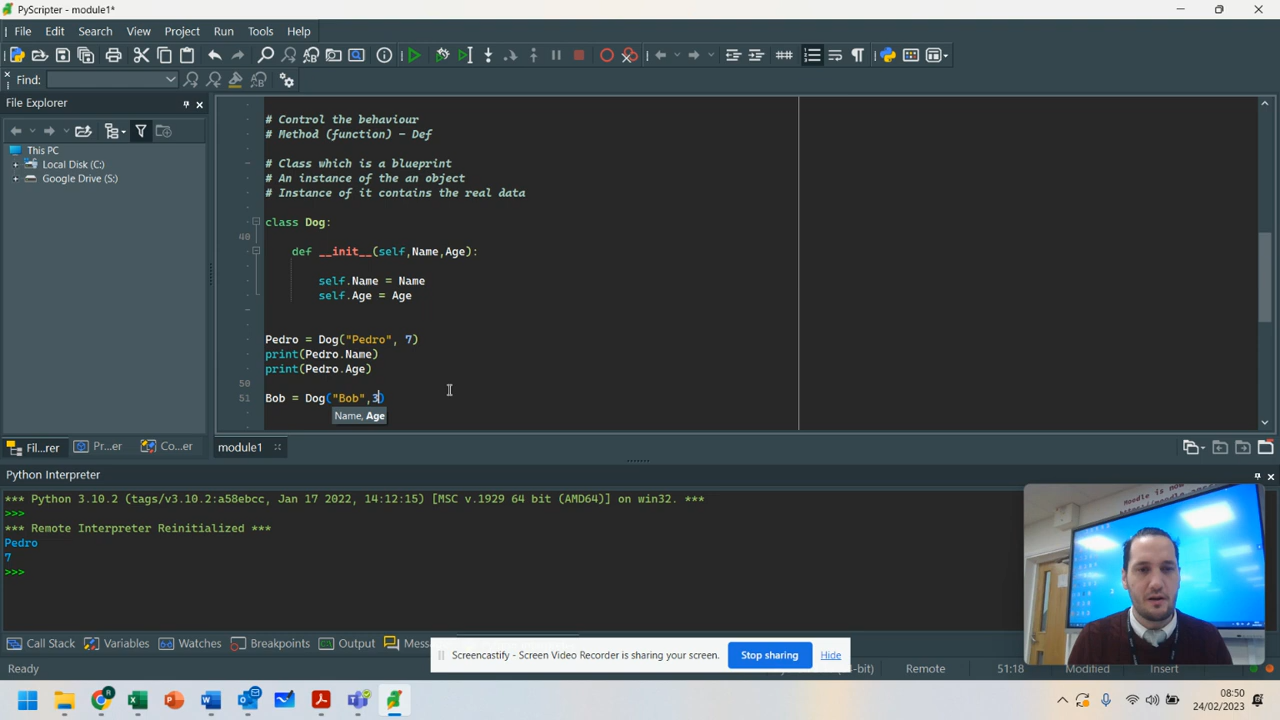 PyScripter - module1*
File Edit Search View Project Run Tools Help
Find:
File Explorer
This PC
Local Disk (C:)
Google Drive (S:)
# Control the behaviour
# Method (function) - Def
# Class which is a blueprint
# An instance of the an object
# Instance of it contains the real data
class Dog:
40
def __init__(self,Name,Age):
self.Name = Name
self.Age = Age
Pedro = Dog("Pedro", 7)
print(Pedro.Name)
print(Pedro.Age)
50
51 Bob = Dog("Bob",3)
Name, Age
Fil...rer Pr...er Co...er module1
Python Interpreter
*** Python 3.10.2 (tags/v3.10.2:a58ebcc, Jan 17 2022, 14:12:15) [MSC v.1929 64 bit (AMD64)] on win32. ***
>>>
*** Remote Interpreter Reinitialized ***
Pedro
7
>>>
Moodle is now
Call Stack Variables Watches Breakpoints Output Mess
Screencastify - Screen Video Recorder is sharing your screen. Stop sharing Hide
Ready -bit) Remote 51:18 Modified Insert
08:50
24/02/2023